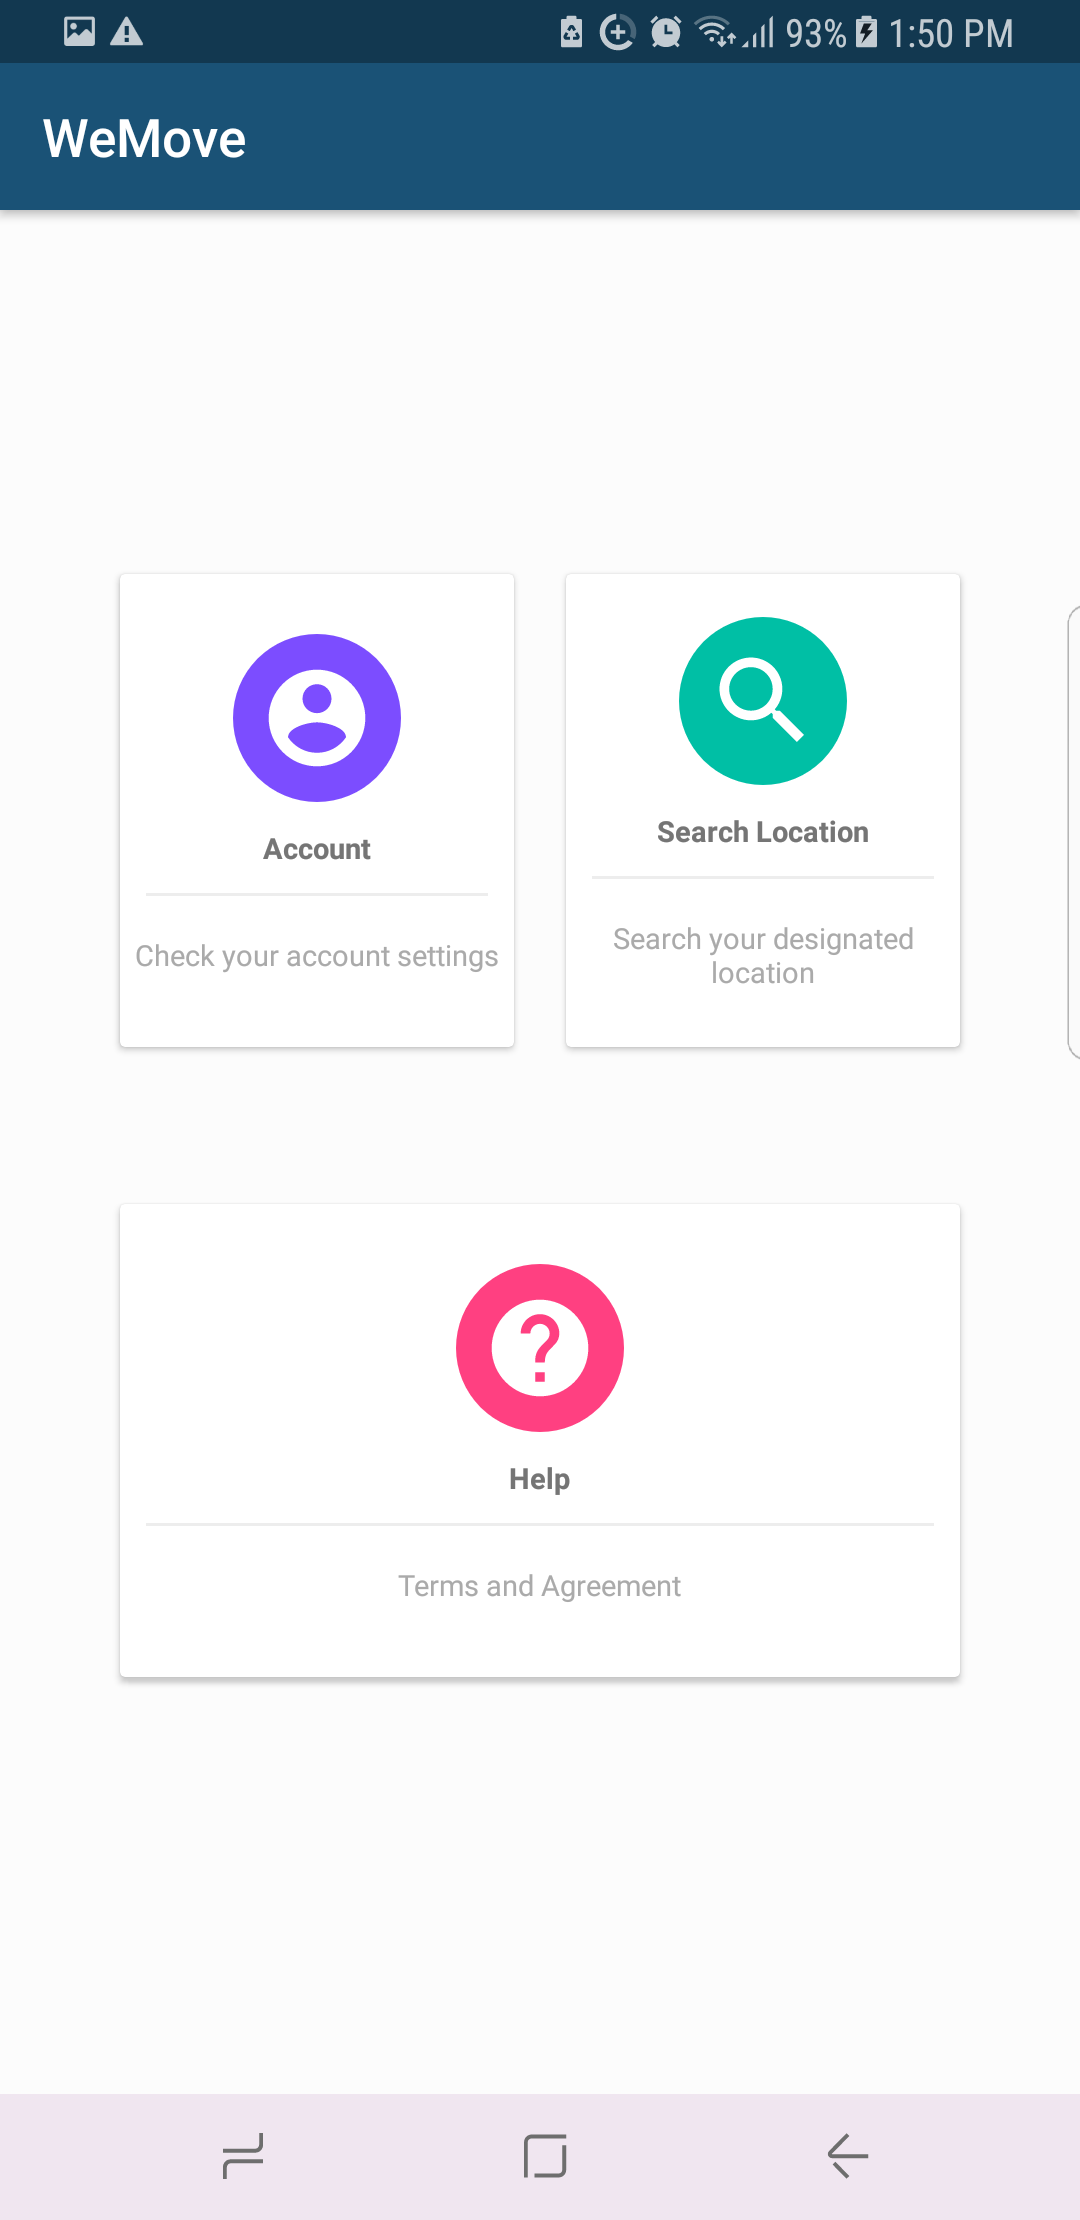 93% 1:50 PM
WeMove
Account
Check your account settings
Search Location
Search your designated
location
Help
Terms and Agreement